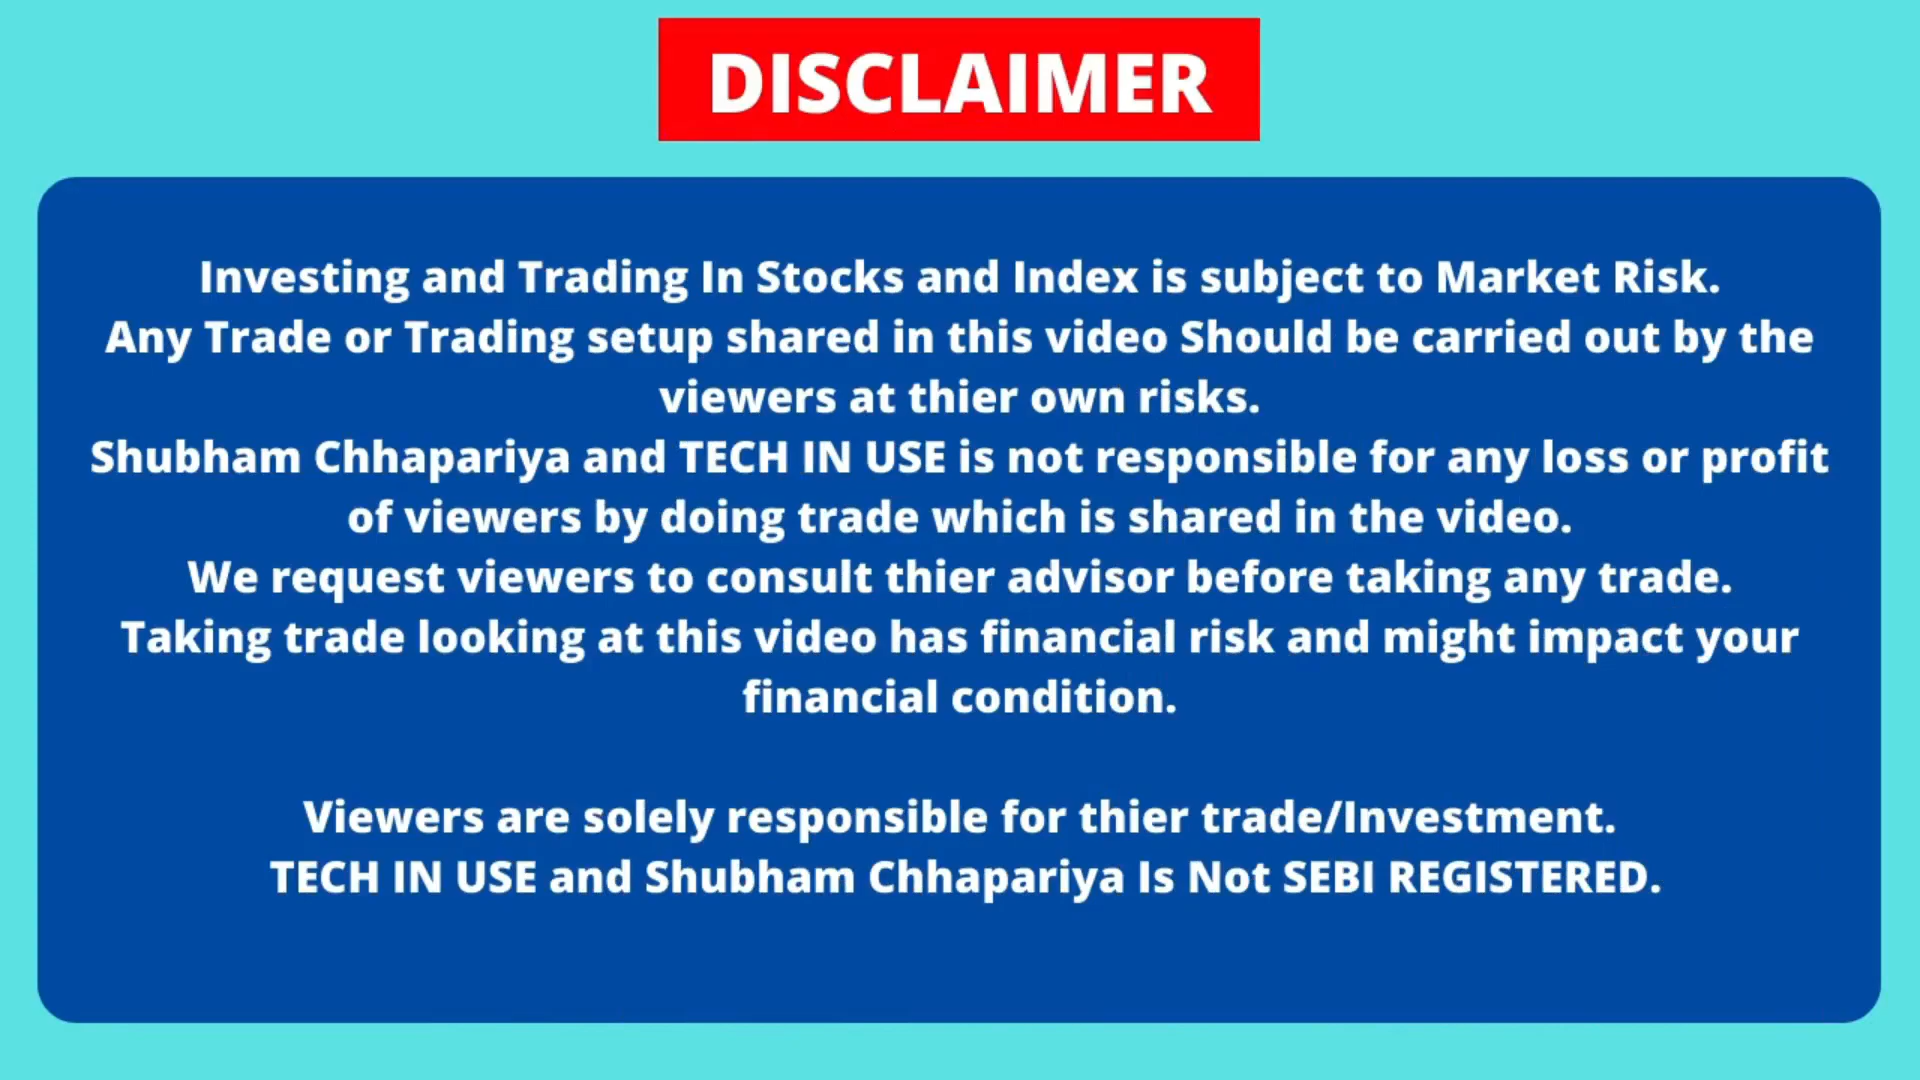 DISCLAIMER
Investing and Trading In Stocks and Index is subject to Market Risk.
Any Trade or Trading setup shared in this video Should be carried out by the
viewers at thier own risks.
Shubham Chhapariya and TECH IN USE is not responsible for any loss or profit
of viewers by doing trade which is shared in the video.
We request viewers to consult thier advisor before taking any trade.
Taking trade looking at this video has financial risk and might impact your
financial condition.
Viewers are solely responsible for thier trade/Investment.
TECH IN USE and Shubham Chhapariya Is Not SEBI REGISTERED.